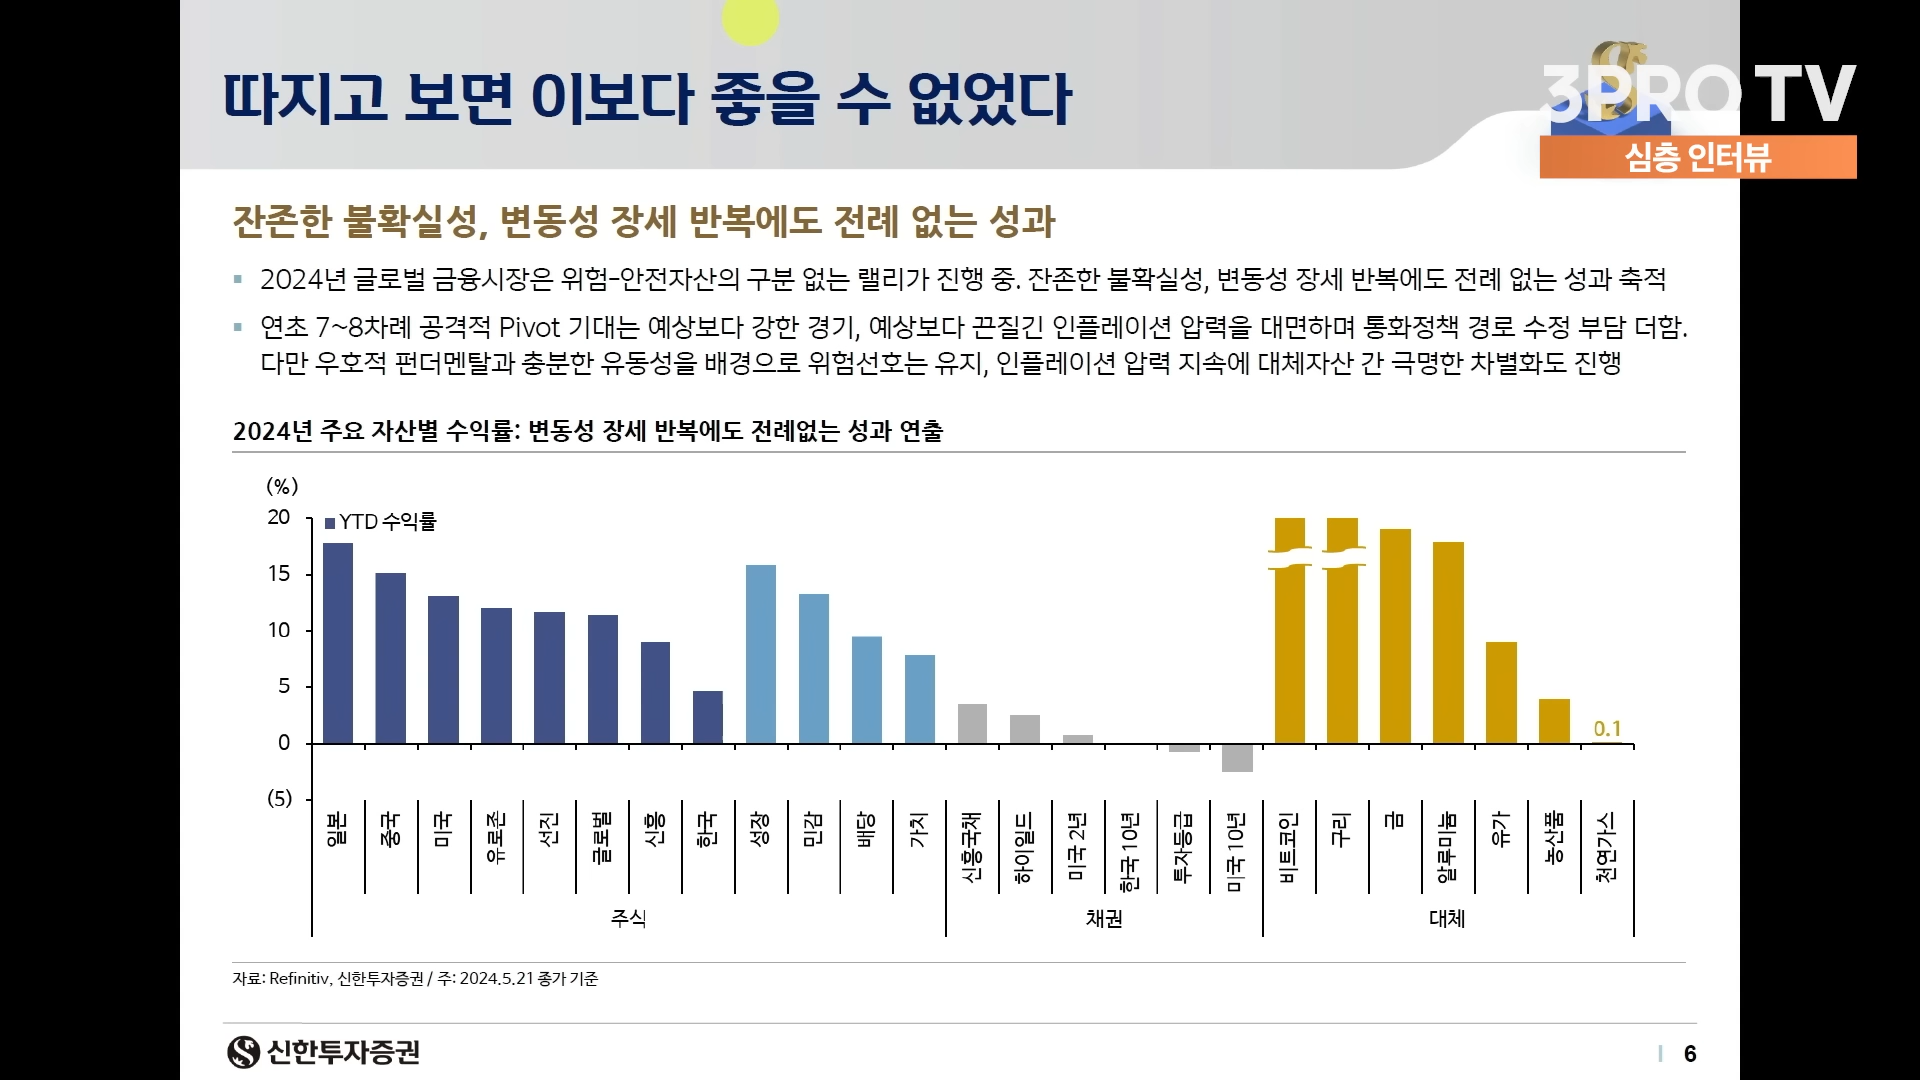 따지고 보면 이보다 좋을 수 없었다
3PRO TV
심층 인터뷰
잔존한 불확실성, 변동성 장세 반복에도 전례 없는 성과
▪ 2024년 글로벌 금융시장은 위험-안전자산의 구분 없는 랠리가 진행 중. 잔존한 불확실성, 변동성 장세 반복에도 전례 없는 성과 축적
▪ 연초 7~8차례 공격적 Pivot 기대는 예상보다 강한 경기, 예상보다 끈질긴 인플레이션 압력을 대면하며 통화정책 경로 수정 부담 더함.
다만 우호적 펀더멘탈과 충분한 유동성을 배경으로 위험선호는 유지, 인플레이션 압력 지속에 대체자산 간 극명한 차별화도 진행
2024년 주요 자산별 수익률: 변동성 장세 반복에도 전례없는 성과 연출
(%)
20
YTD 수익률
15
10
5
0
0.1
(5)
일본
중국
미국
유로존
선진
글로벌
신흥
한국
성장
민감
배당
가치
신흥국채
하이일드
미국 2년
한국 10년
투자등급
미국 10년
비트코인
구리
금
알루미늄
유가
농산품
천연가스
주식
채권
대체
자료: Refinitiv, 신한투자증권 / 주: 2024.5.21 종가 기준
신한투자증권
6